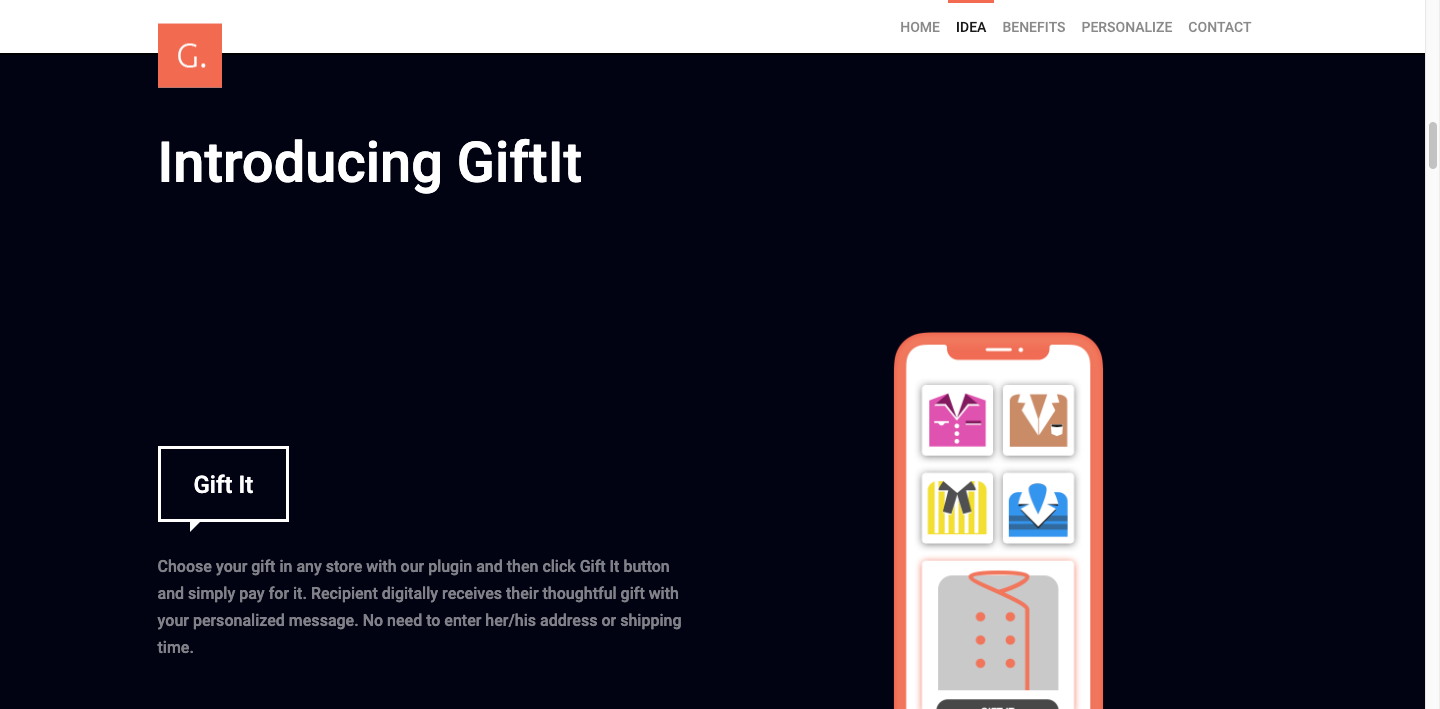 G.
HOME IDEA BENEFITS PERSONALIZE CONTACT
Introducing GiftIt
Gift It
Choose your gift in any store with our plugin and then click Gift It button
and simply pay for it. Recipient digitally receives their thoughtful gift with
your personalized message. No need to enter her/his address or shipping
time.